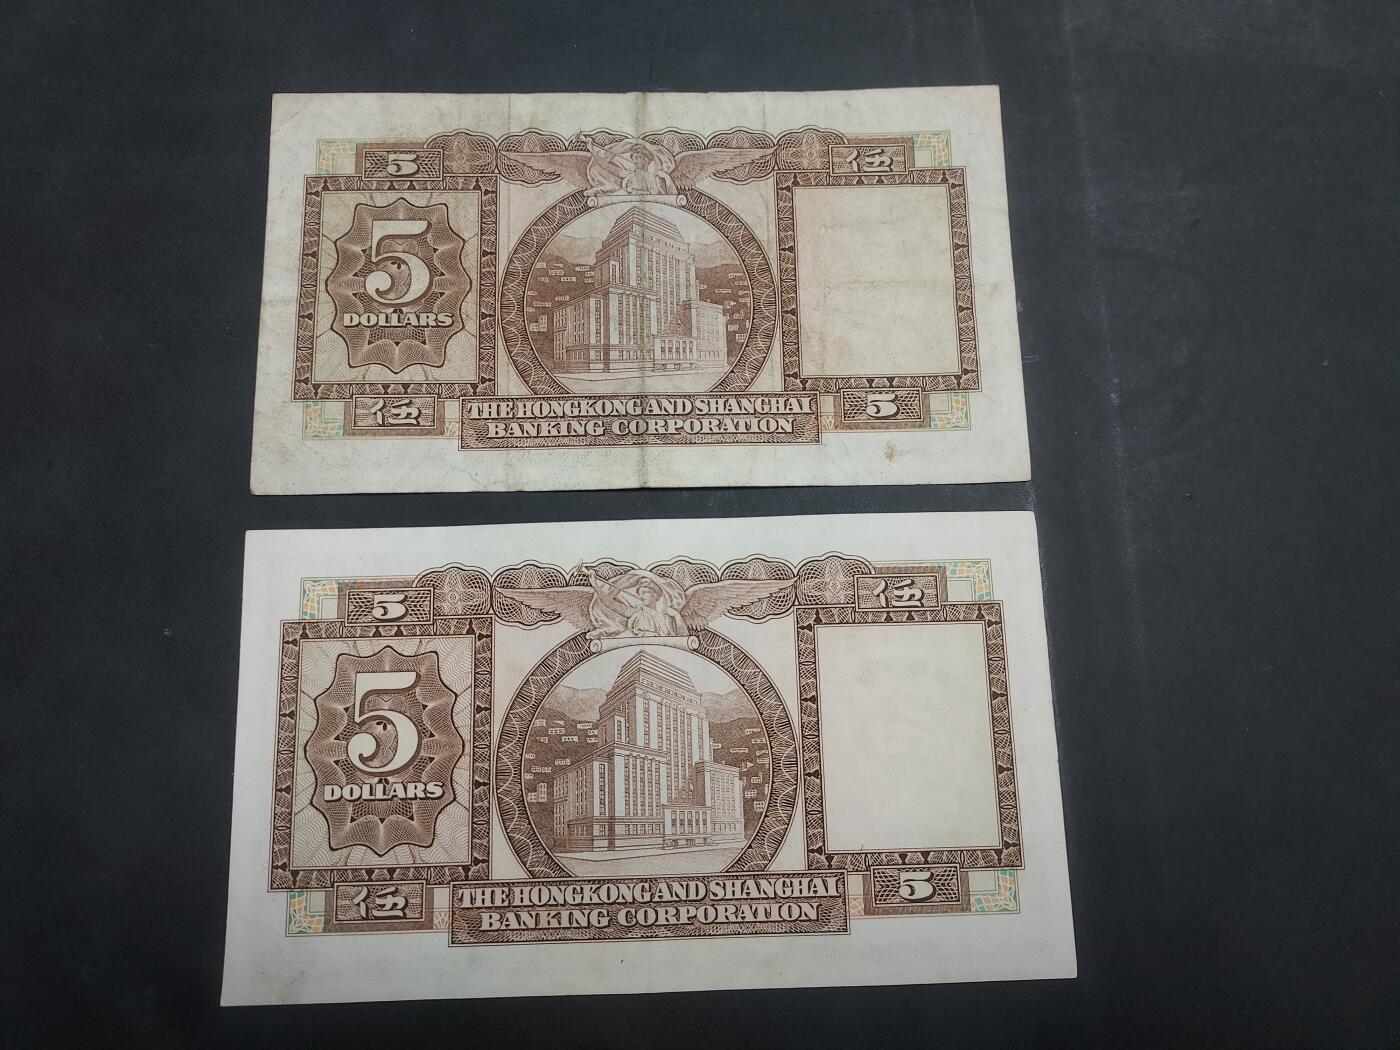 5
伍
5
DOLLARS
伍
5
THE HONGKONG AND SHANGHAI
BANKING CORPORATION
5
伍
5
DOLLARS
伍
5
THE HONGKONG AND SHANGHAI
BANKING CORPORATION